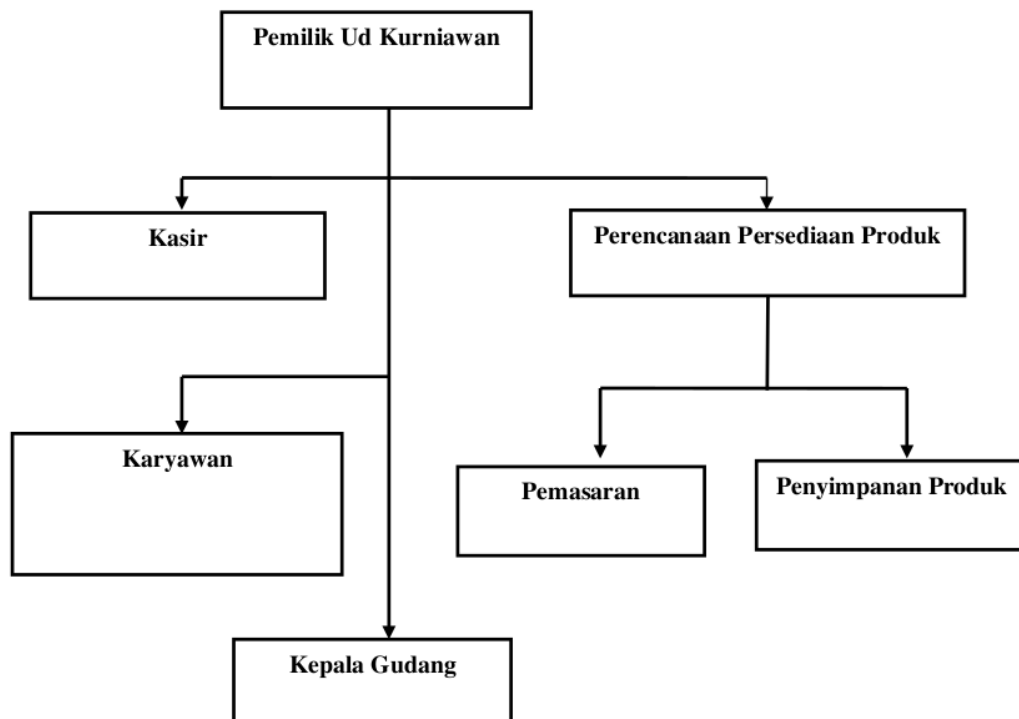 Pemilik Ud Kurniawan
Kasir
Perencanaan Persediaan Produk
Karyawan
Pemasaran
Penyimpanan Produk
Kepala Gudang